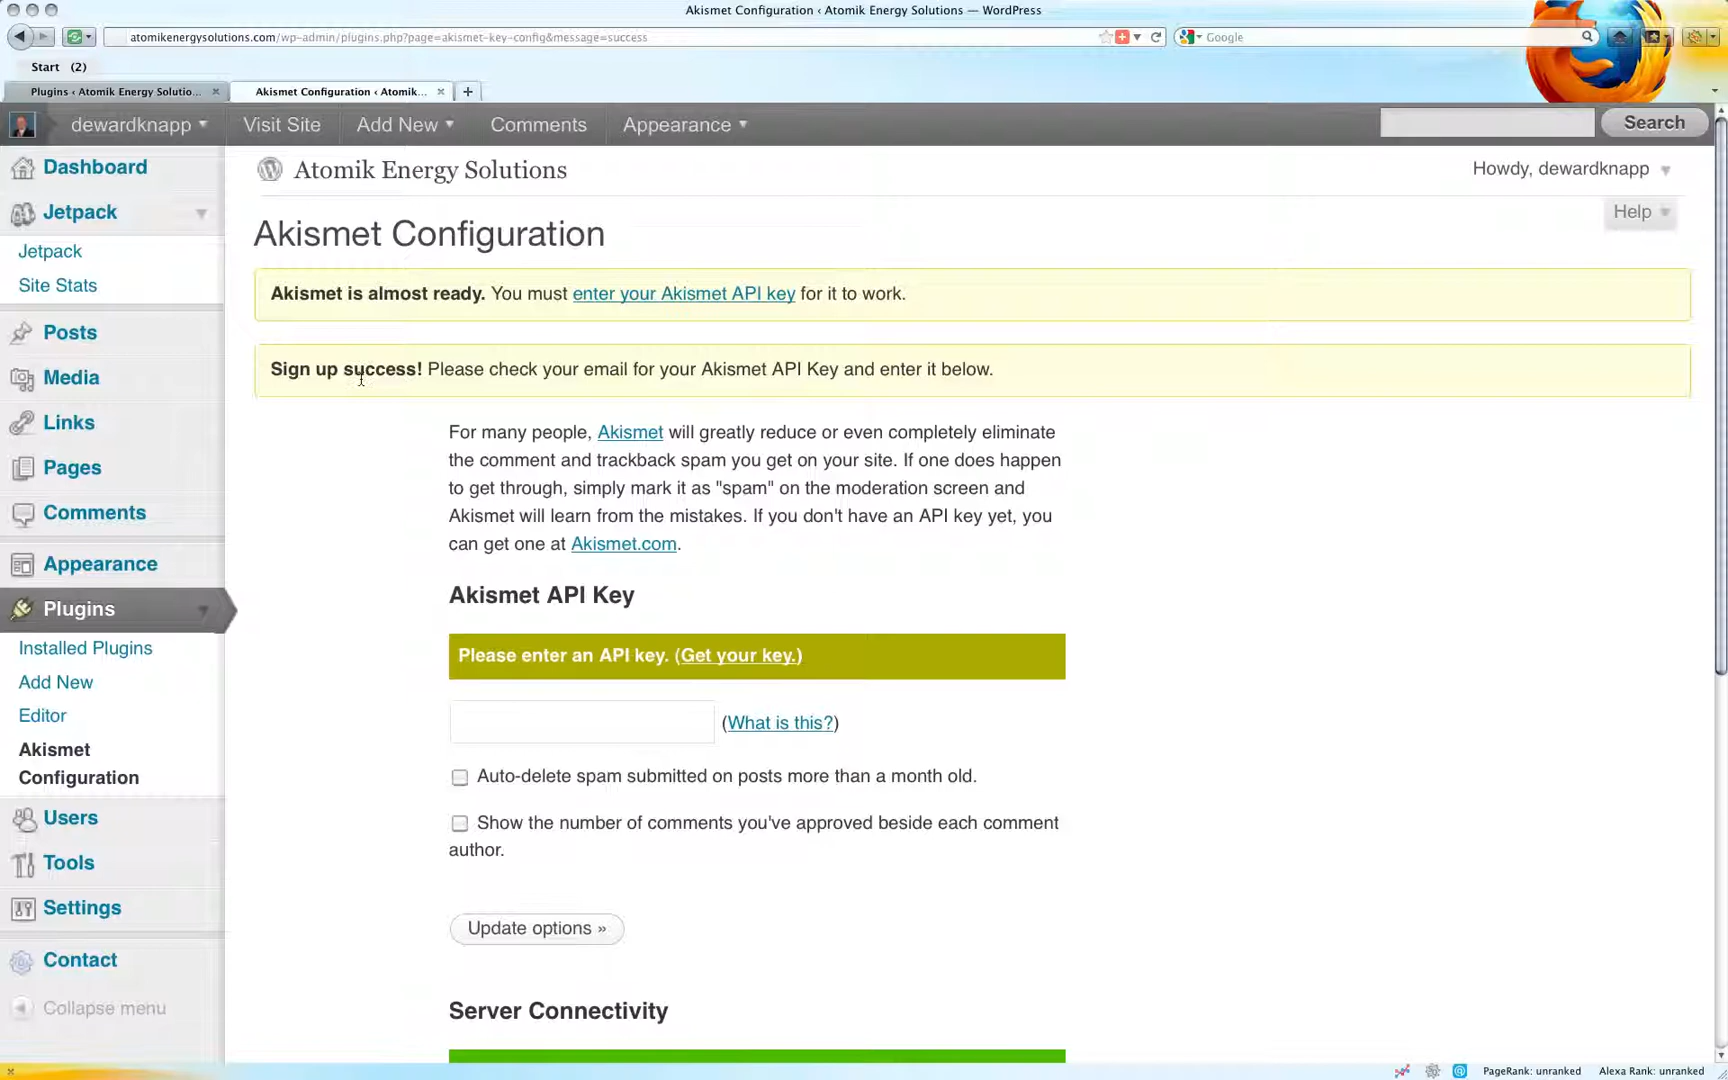 Akismet Configuration ‹ Atomik Energy Solutions — WordPress
atomikenergysolutions.com/wp-admin/plugins.php?page=akismet-key-config&message=success
Google
Start (2)
Plugins ‹ Atomik Energy Solutio...
Akismet Configuration ‹ Atomik...
dewardknapp
Visit Site
Add New
Comments
Appearance
Search
Dashboard
Jetpack
Jetpack
Site Stats
Posts
Media
Links
Pages
Comments
Appearance
Plugins
Installed Plugins
Add New
Editor
Akismet
Configuration
Users
Tools
Settings
Contact
Collapse menu
Atomik Energy Solutions
Howdy, dewardknapp
Help
Akismet Configuration
Akismet is almost ready. You must enter your Akismet API key for it to work.
Sign up success! Please check your email for your Akismet API Key and enter it below.
For many people, Akismet will greatly reduce or even completely eliminate
the comment and trackback spam you get on your site. If one does happen
to get through, simply mark it as "spam" on the moderation screen and
Akismet will learn from the mistakes. If you don't have an API key yet, you
can get one at Akismet.com.
Akismet API Key
Please enter an API key. (Get your key.)
(What is this?)
Auto-delete spam submitted on posts more than a month old.
Show the number of comments you've approved beside each comment
author.
Update options »
Server Connectivity
PageRank: unranked
Alexa Rank: unranked